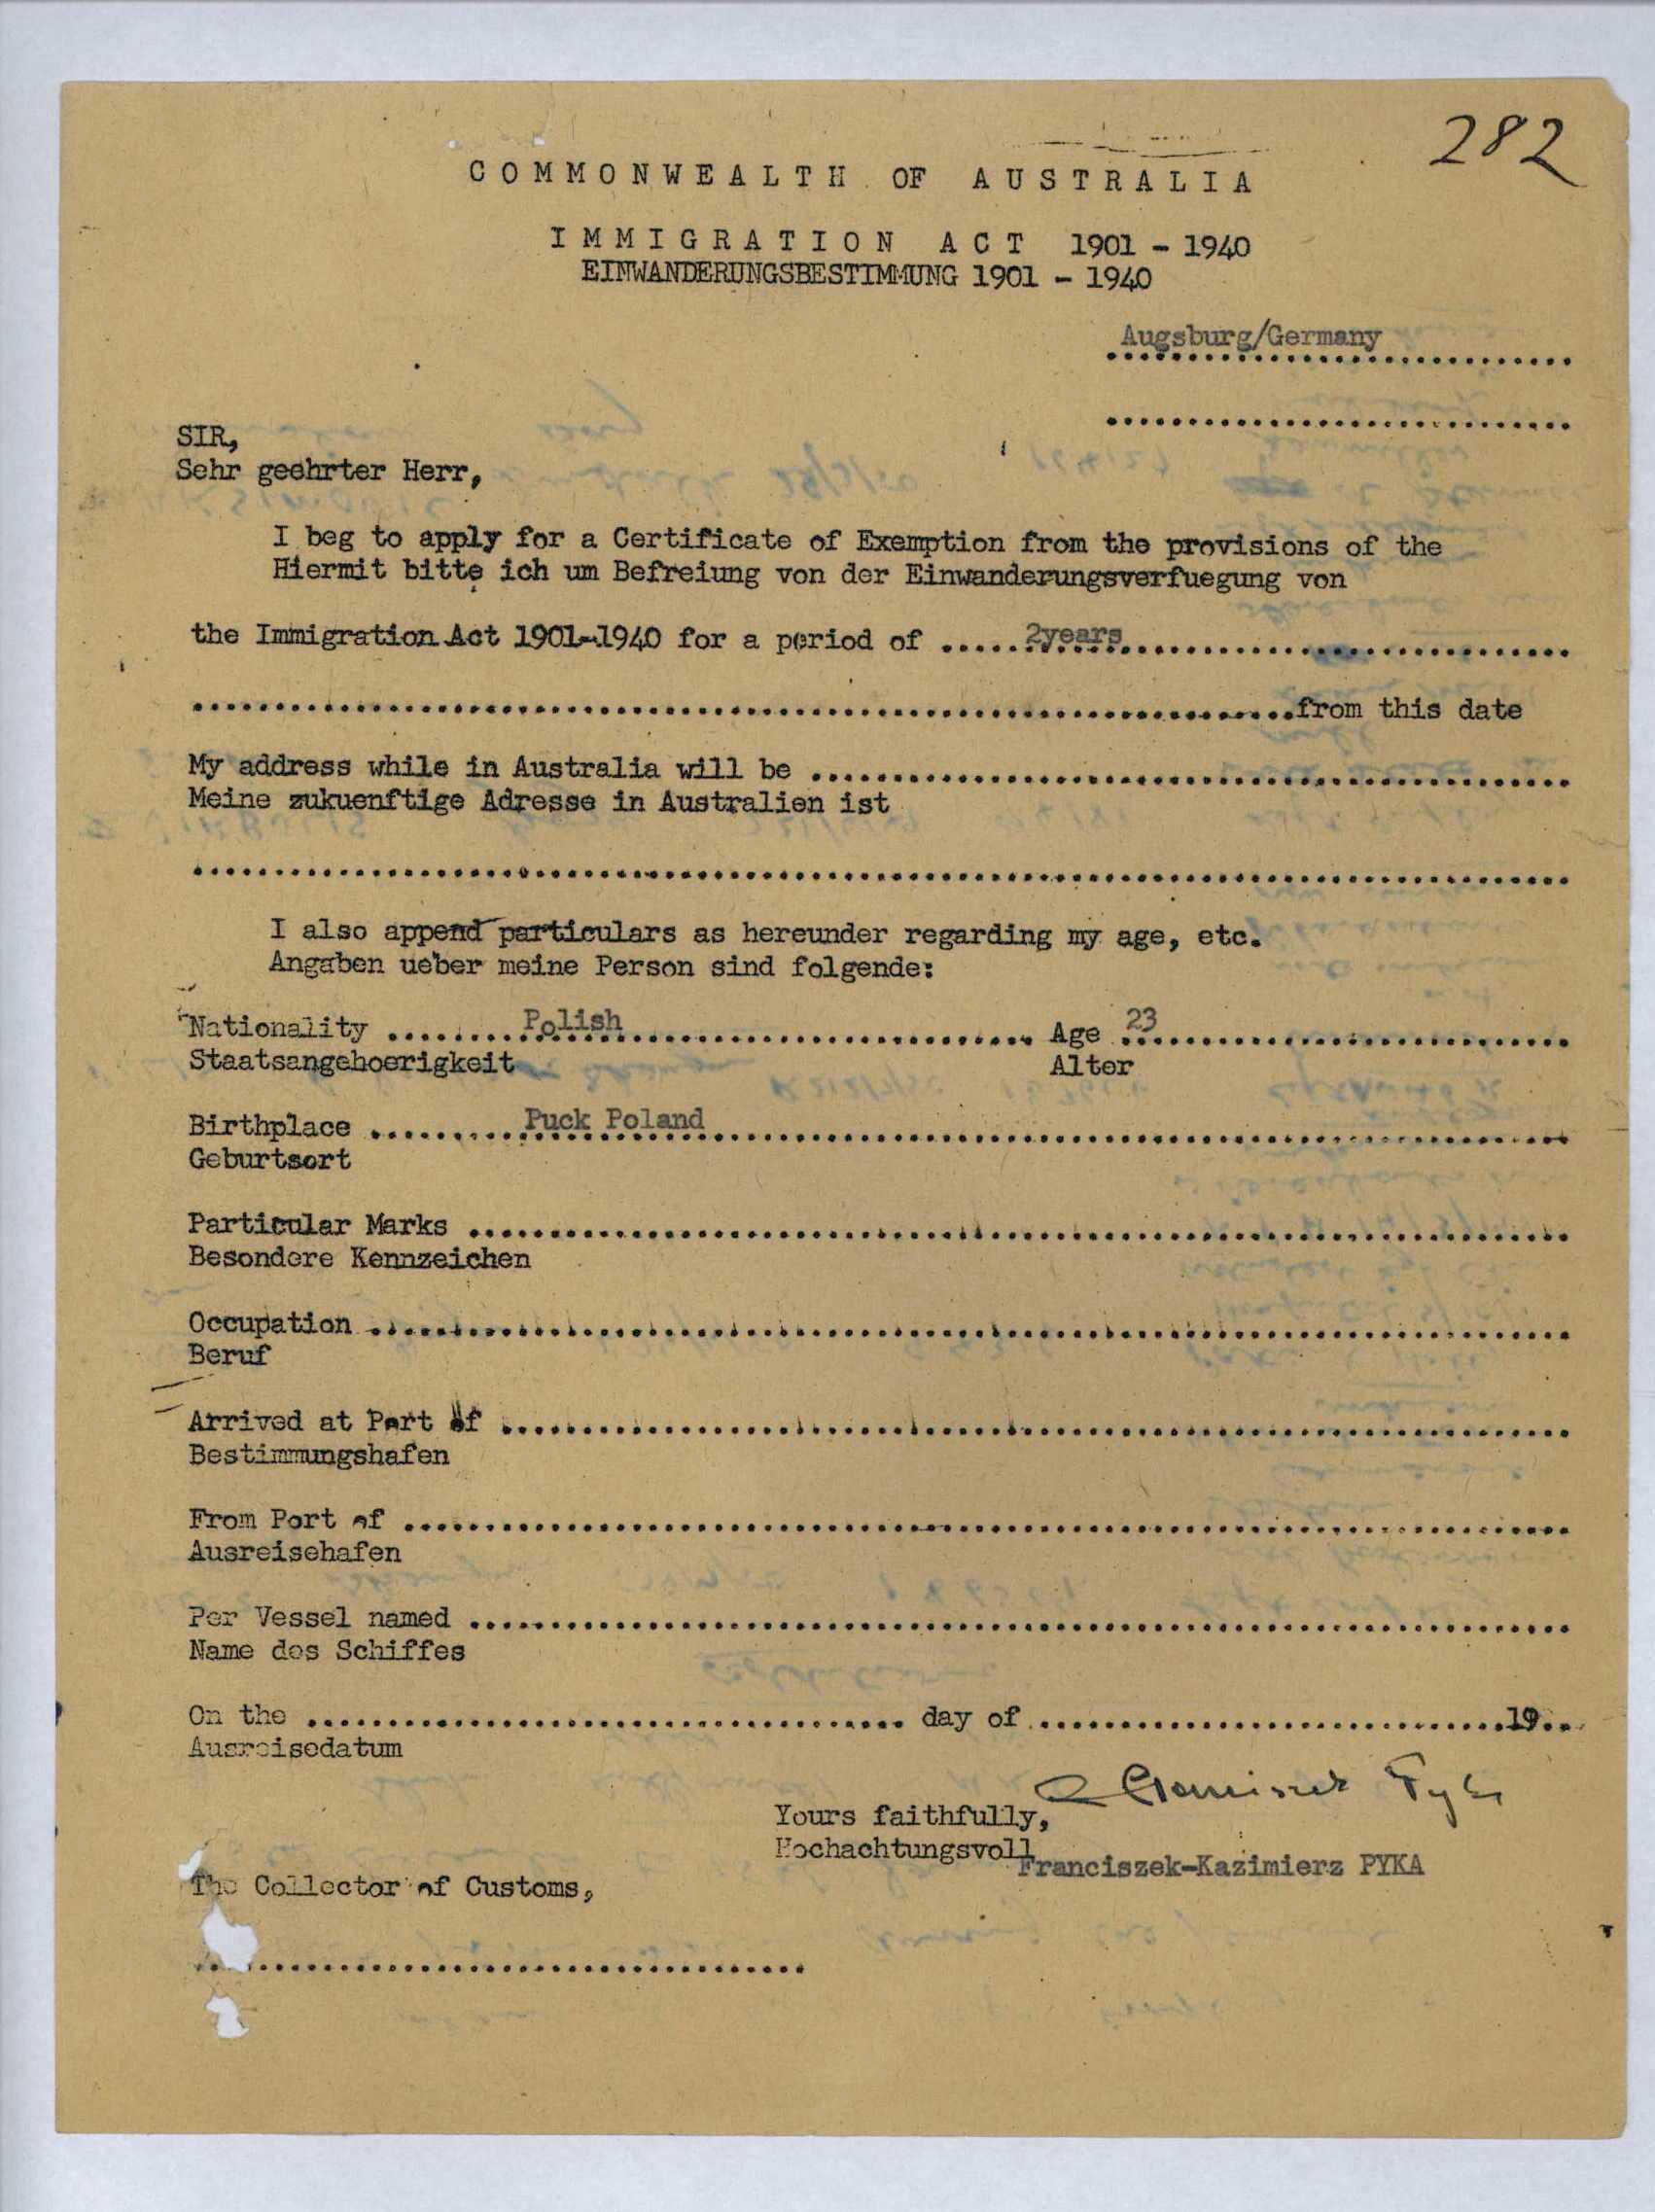 282
COMMONWEALTH OF AUSTRALIA
IMMIGRATION ACT 1901 - 1940
EINWANDERUNGSBESTIMMUNG 1901 - 1940
Augsburg/Germany
SIR,
Sehr geehrter Herr,
I beg to apply for a Certificate of Exemption from the provisions of the
Hiermit bitte ich um Befreiung von der Einwanderungsverfuegung von
the Immigration Act 1901-1940 for a period of .....2years............................
....................................................................from this date
My address while in Australia will be ...............................................
Meine zukuenftige Adresse in Australien ist
.....................................................................................
I also append particulars as hereunder regarding my age, etc.
Angaben ueber meine Person sind folgende:
Nationality ........Polish......................... Age 23..........................
Staatsangehoerigkeit Alter
Birthplace .........Puck Poland.....................................................
Geburtsort
Particular Marks ....................................................................
Besondere Kennzeichen
Occupation ..........................................................................
Beruf
Arrived at Port of ..................................................................
Bestimmungshafen
From Port of ........................................................................
Ausreisehafen
Per Vessel named ....................................................................
Name des Schiffes
On the ..................................... day of .............................19..
Ausreisedatum
Franciszek Pyka
Yours faithfully,
Hochachtungsvoll
Franciszek-Kazimierz PYKA
The Collector of Customs,
.....................................